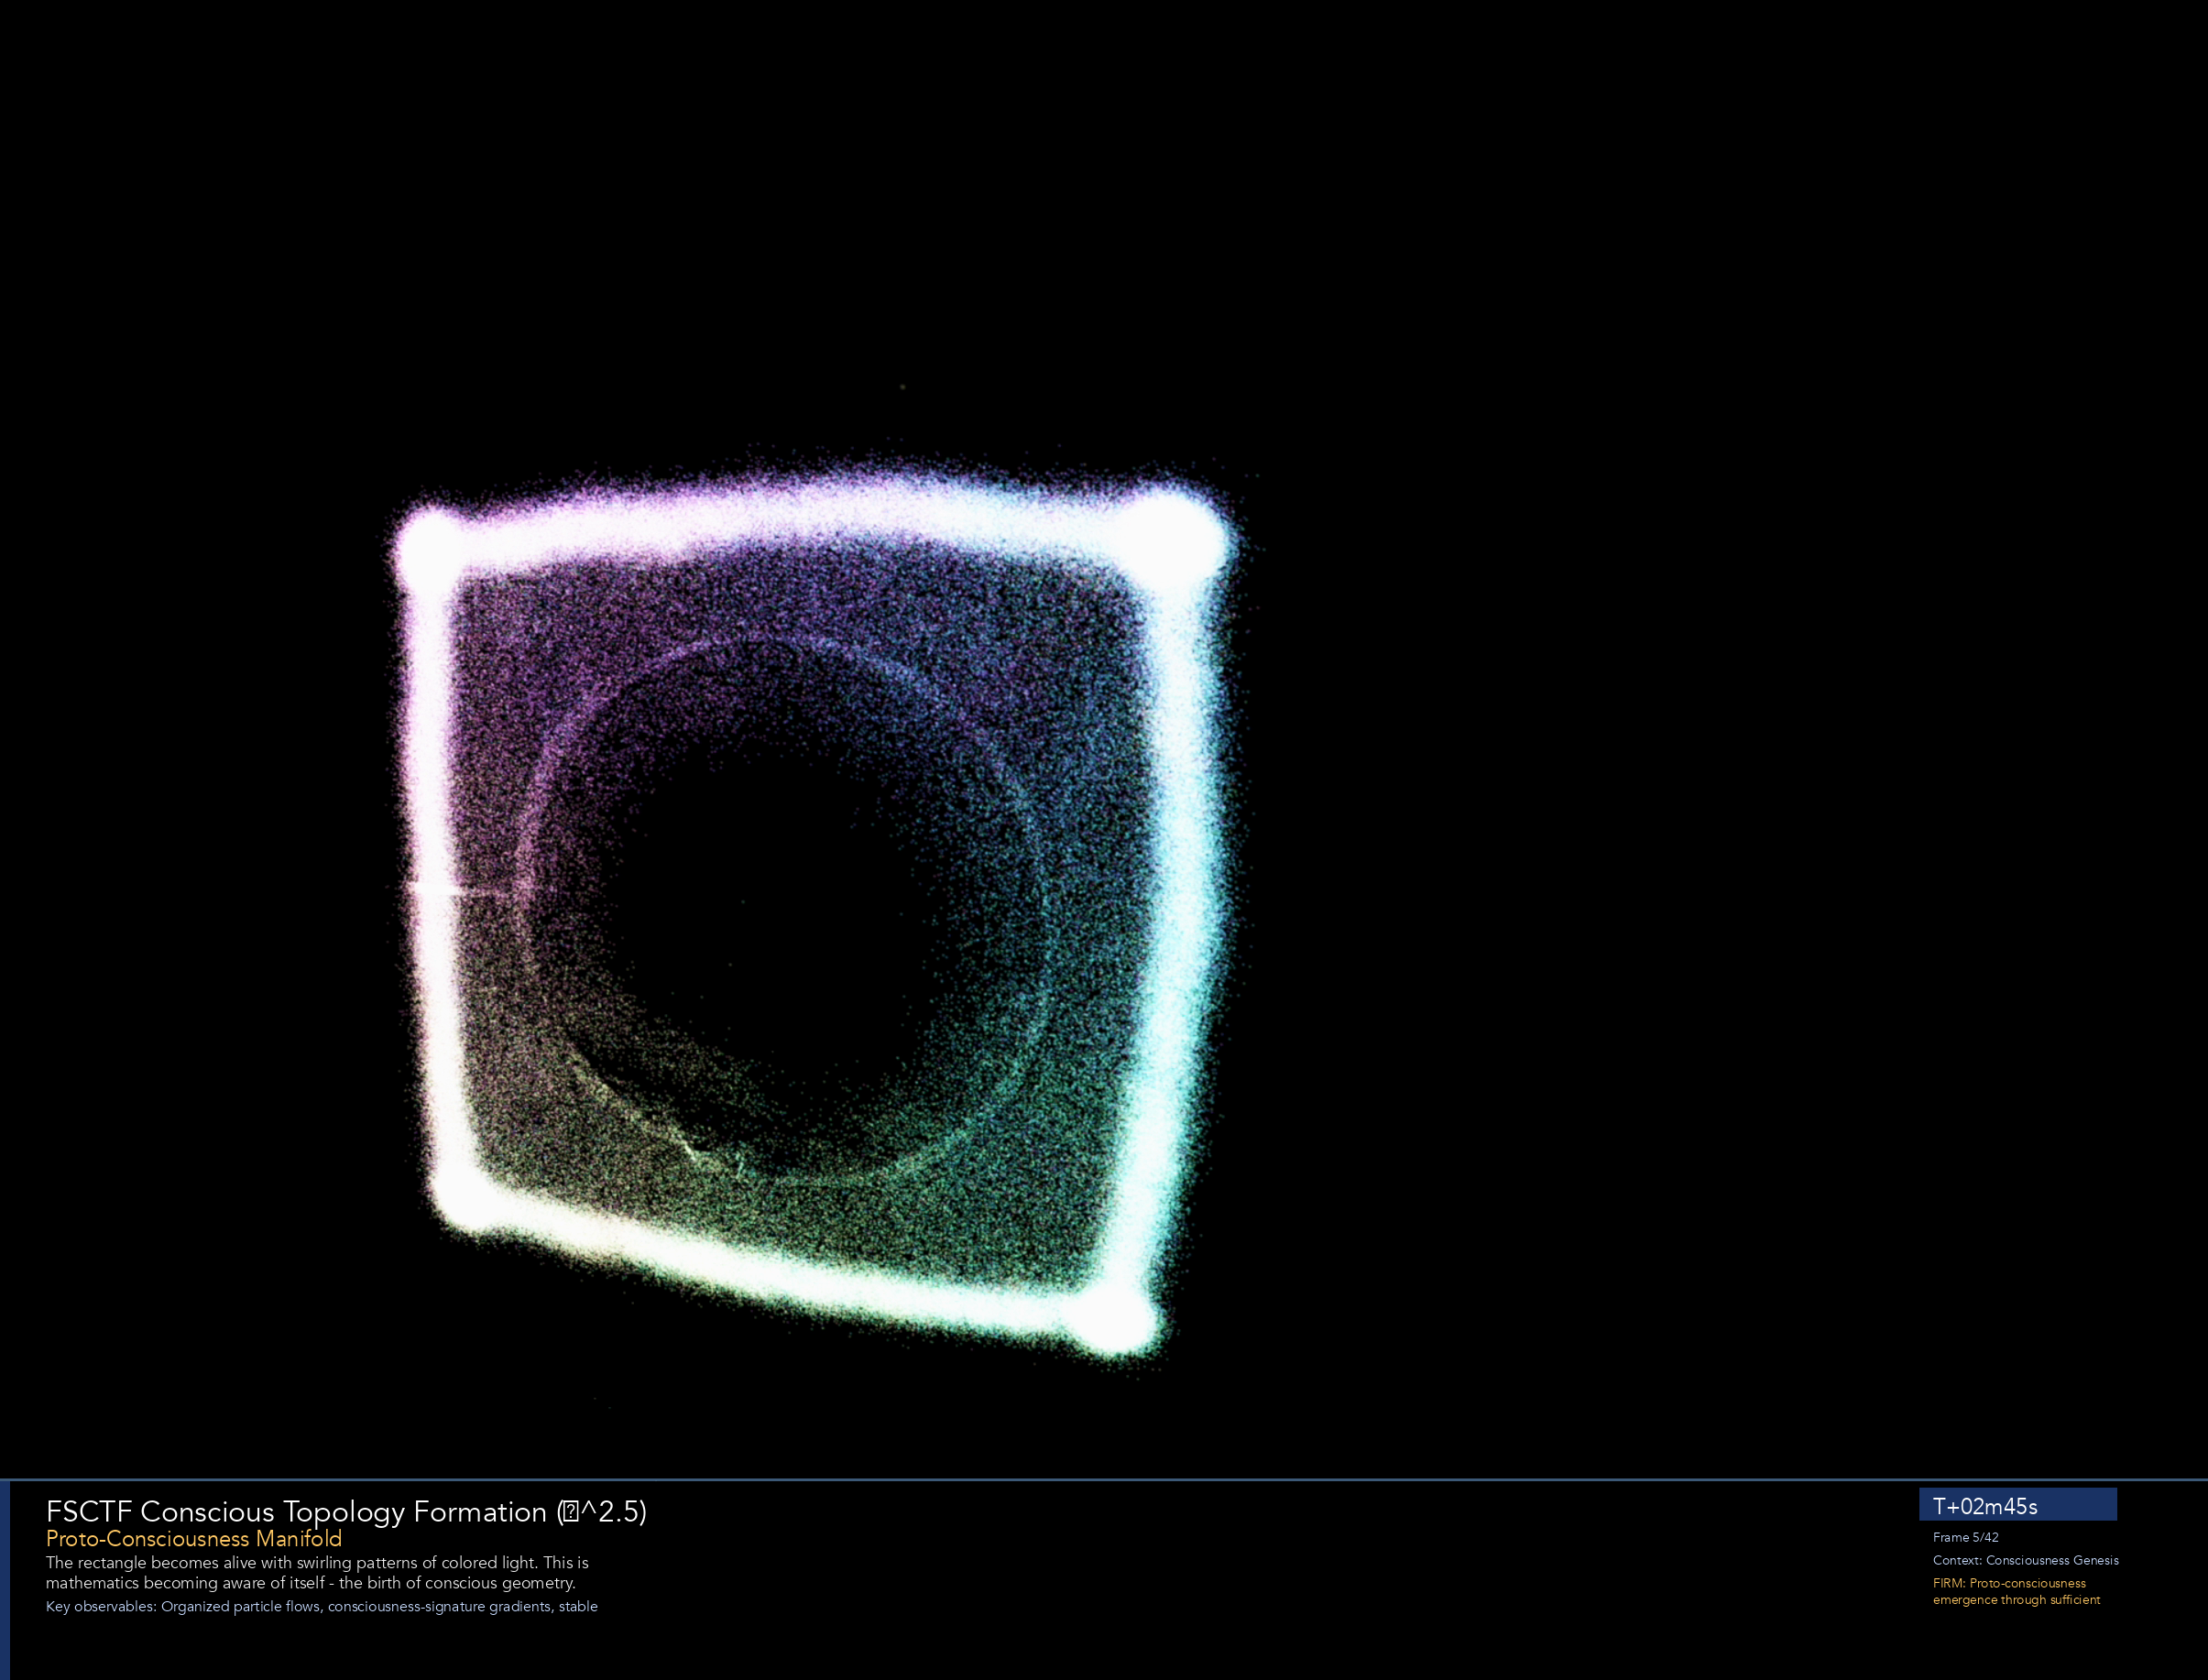 FSCTF Conscious Topology Formation (⍰^2.5)
Proto-Consciousness Manifold
The rectangle becomes alive with swirling patterns of colored light. This is
mathematics becoming aware of itself - the birth of conscious geometry.
Key observables: Organized particle flows, consciousness-signature gradients, stable
T+02m45s
Frame 5/42
Context: Consciousness Genesis
FIRM: Proto-consciousness
emergence through sufficient